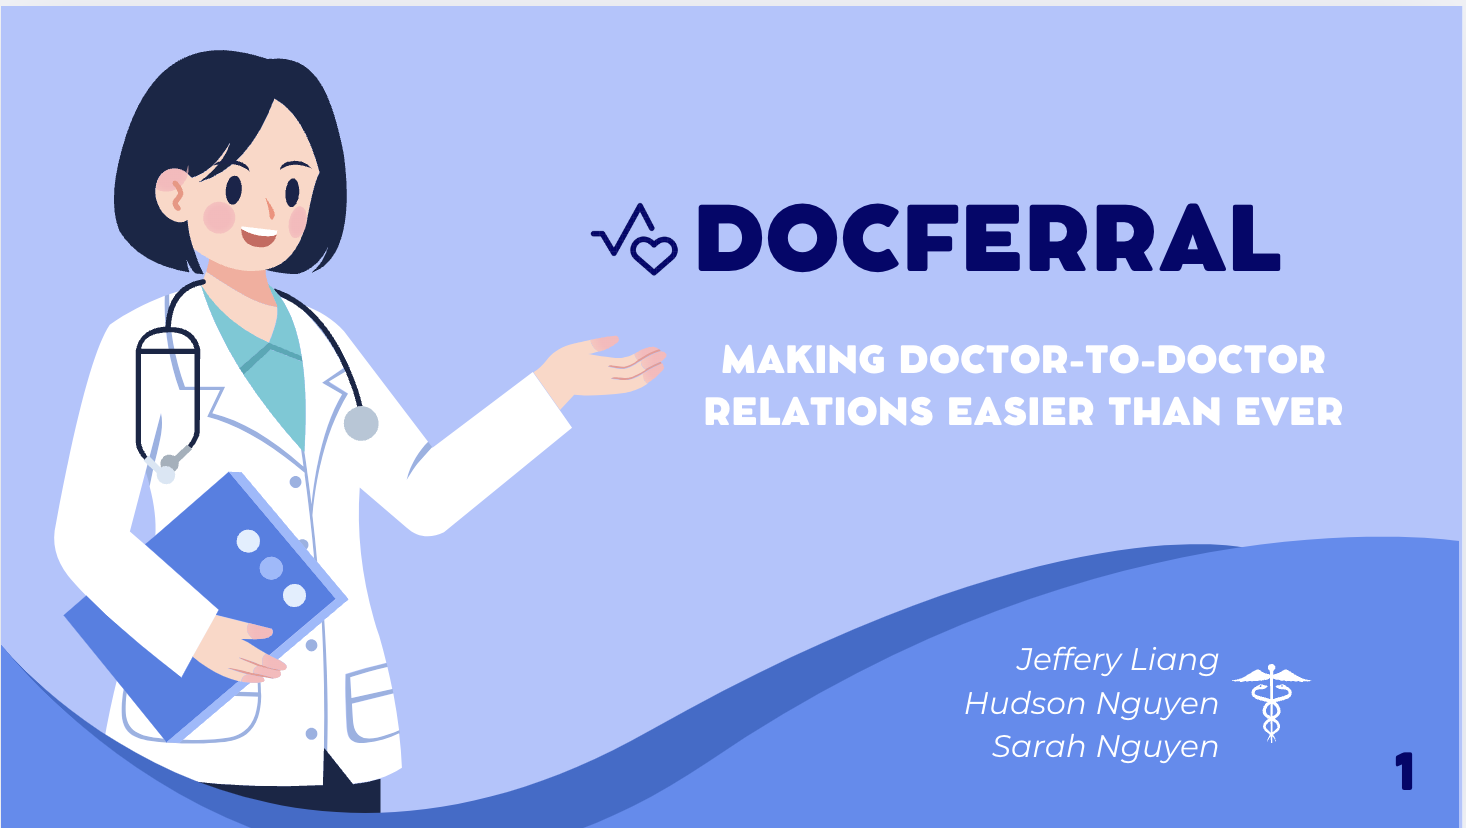 DOCFERRAL
MAKING DOCTOR-TO-DOCTOR
RELATIONS EASIER THAN EVER
Jeffery Liang
Hudson Nguyen
Sarah Nguyen
1